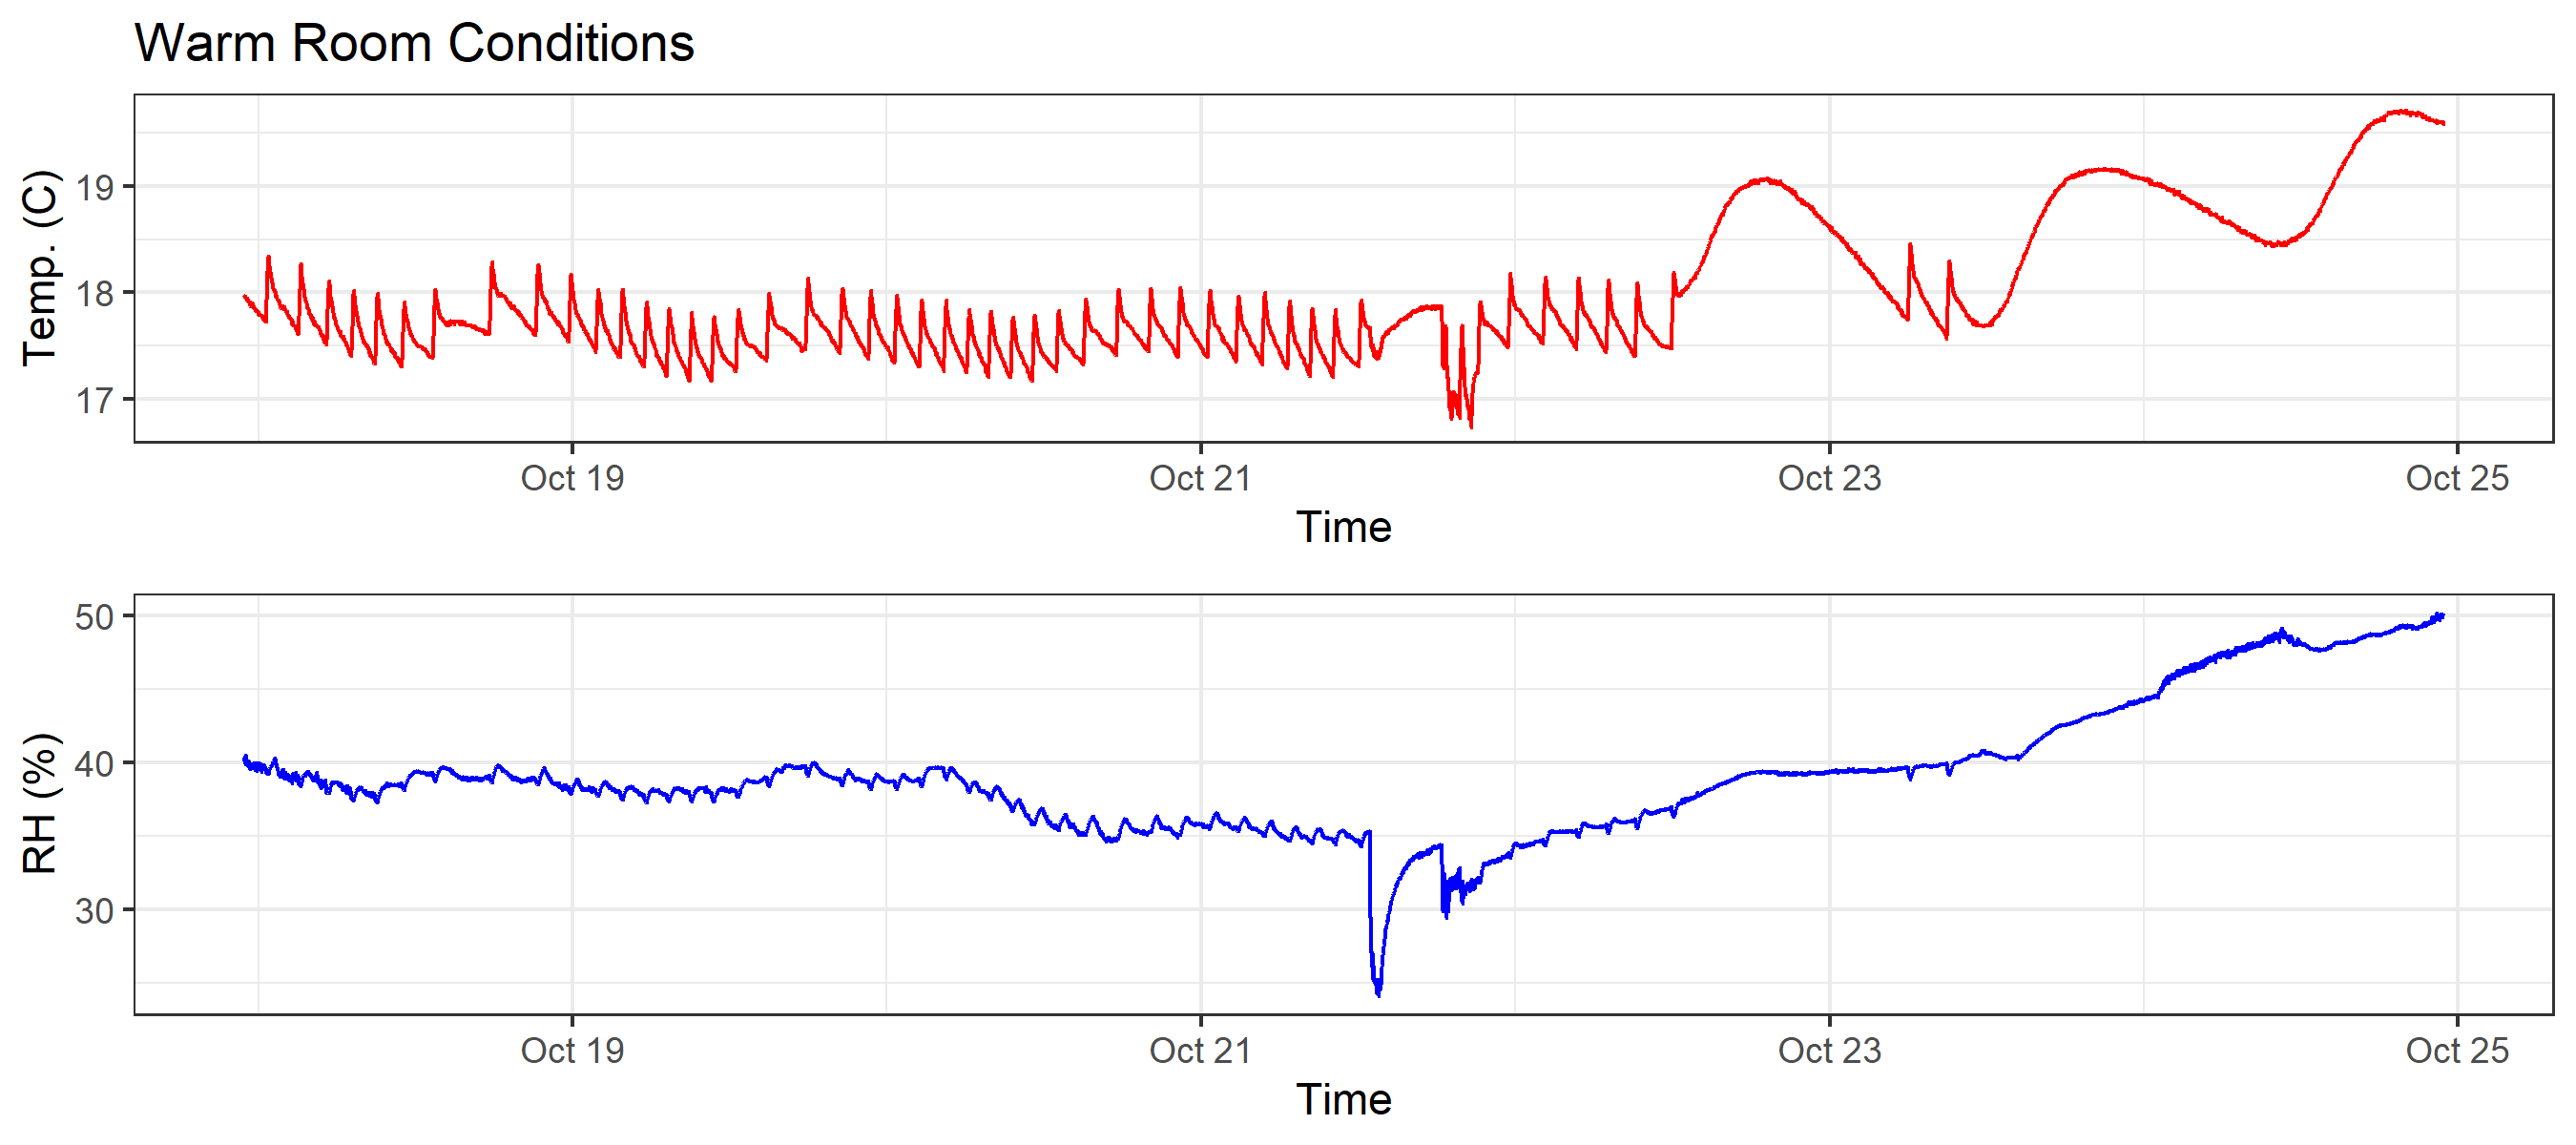 Warm Room Conditions
Temp. (C)
19
18
17
Oct 19 Oct 21 Oct 23 Oct 25
Time
RH (%)
50
40
30
Oct 19 Oct 21 Oct 23 Oct 25
Time